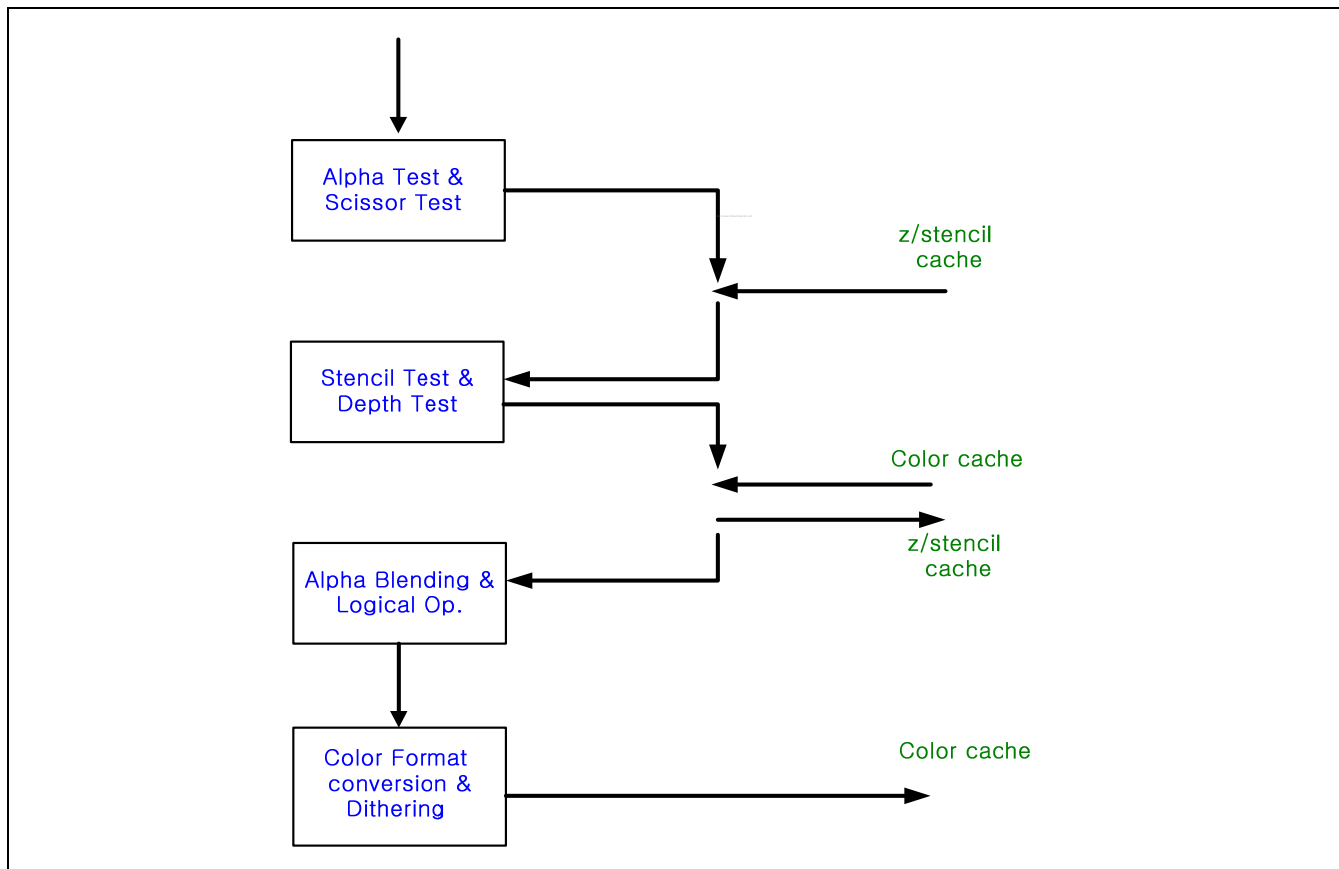 Alpha Test &
Scissor Test
z/stencil
cache
Stencil Test &
Depth Test
Color cache
z/stencil
cache
Alpha Blending &
Logical Op.
Color Format
conversion &
Dithering
Color cache